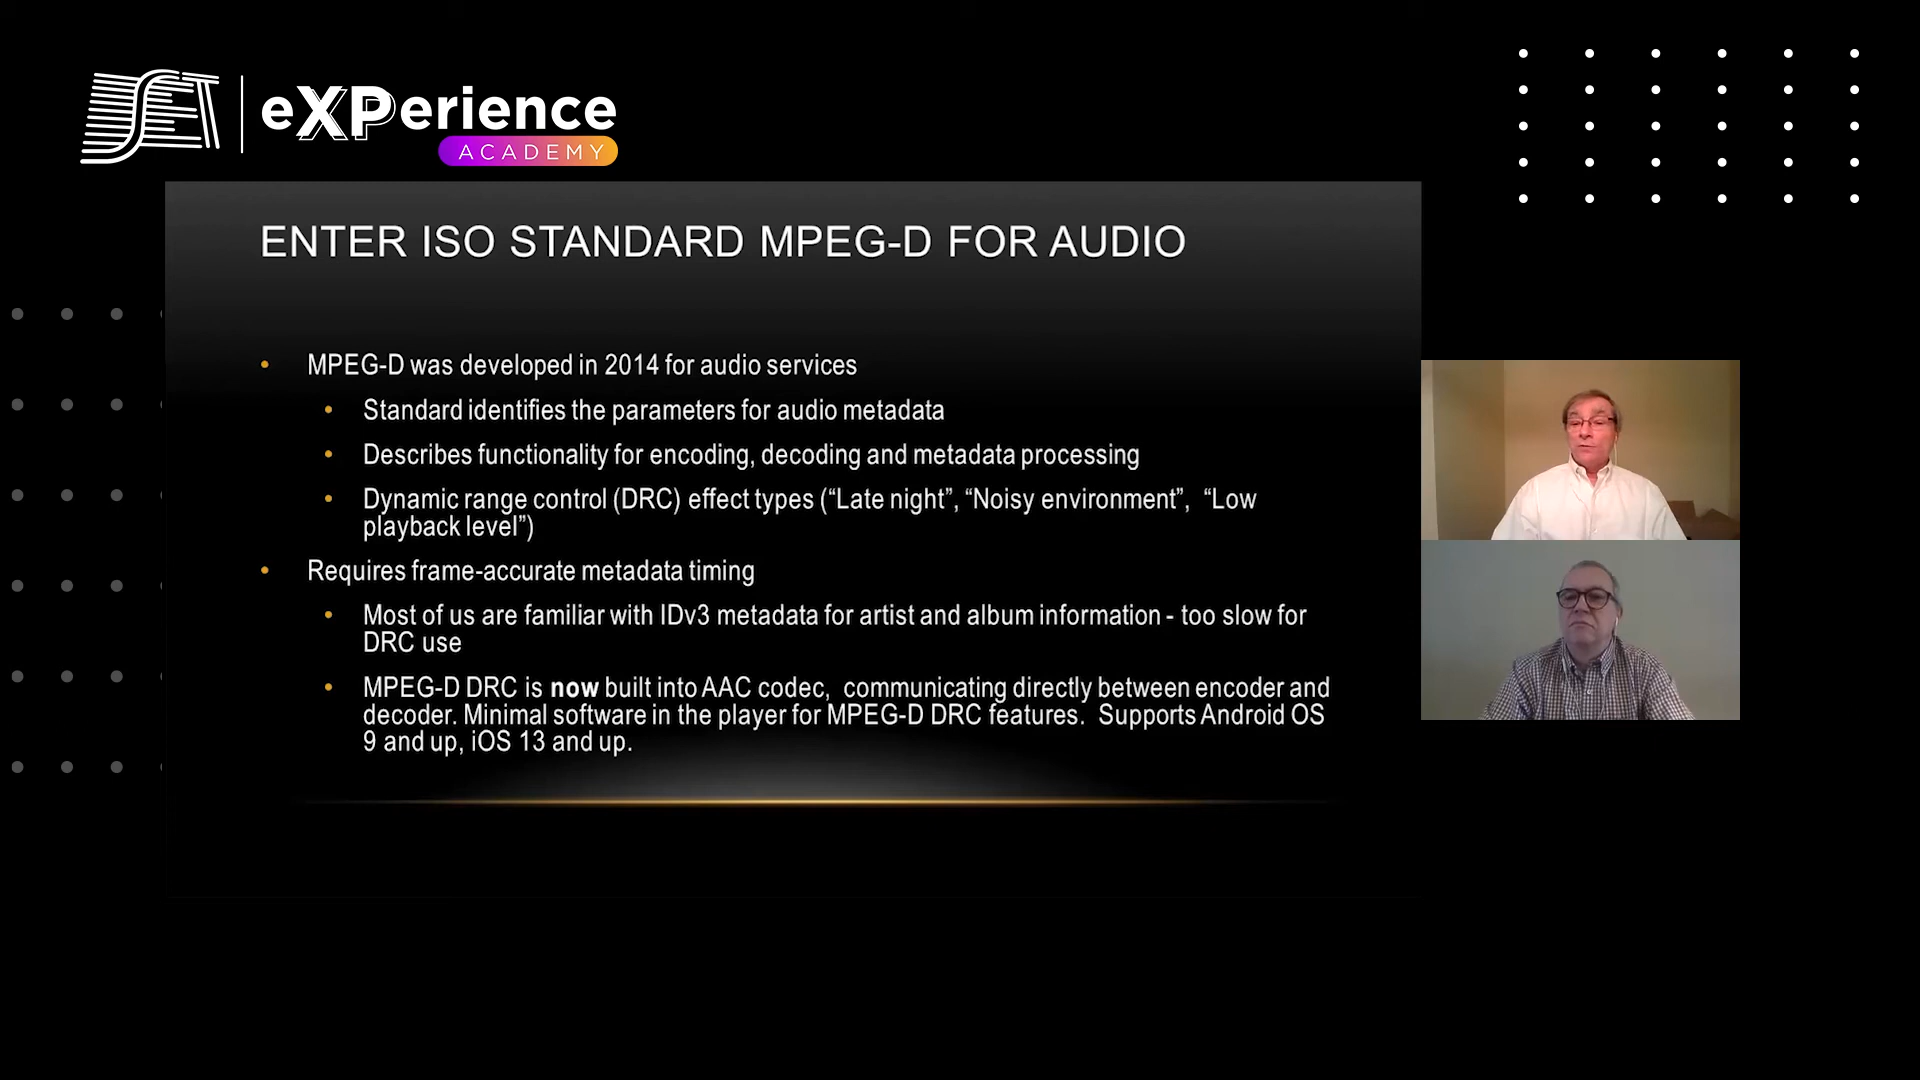 SET
eXPerience
ACADEMY
ENTER ISO STANDARD MPEG-D FOR AUDIO
• MPEG-D was developed in 2014 for audio services
• Standard identifies the parameters for audio metadata
• Describes functionality for encoding, decoding and metadata processing
• Dynamic range control (DRC) effect types (“Late night”, “Noisy environment”, “Low
playback level”)
• Requires frame-accurate metadata timing
• Most of us are familiar with IDv3 metadata for artist and album information - too slow for
DRC use
• MPEG-D DRC is now built into AAC codec, communicating directly between encoder and
decoder. Minimal software in the player for MPEG-D DRC features. Supports Android OS
9 and up, iOS 13 and up.